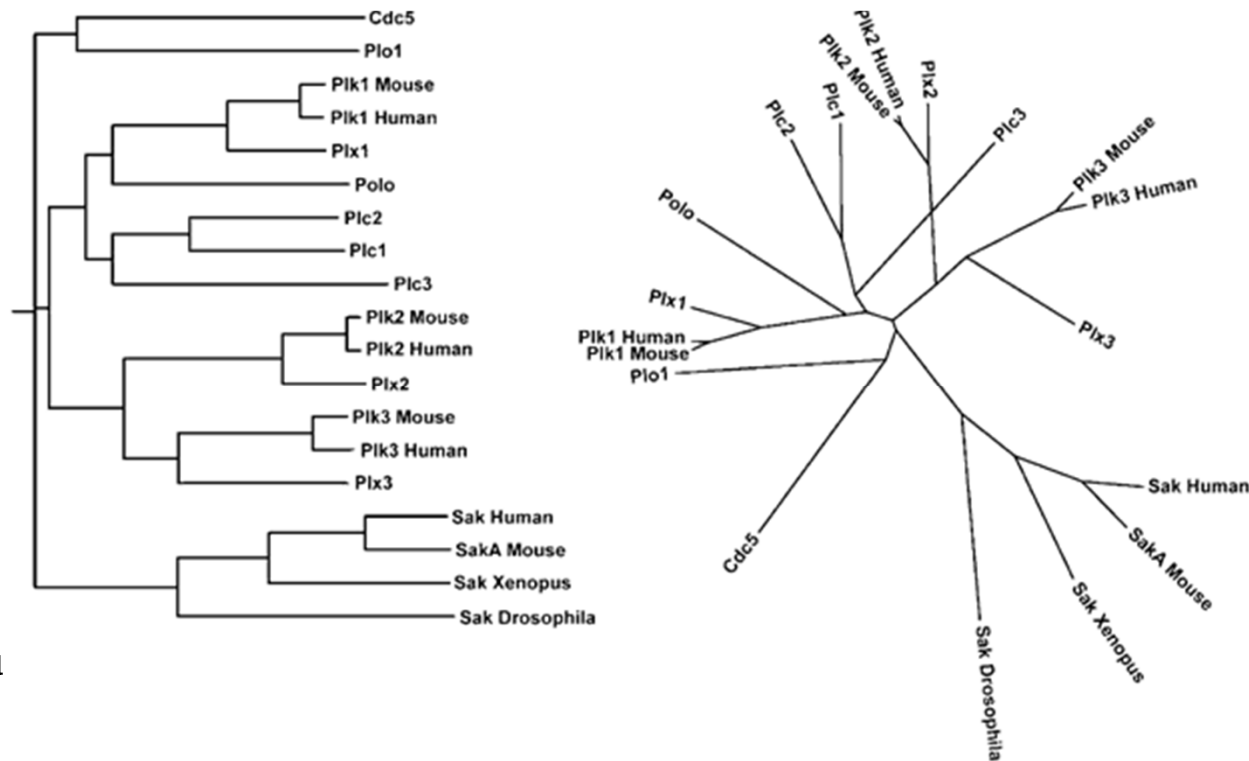 Cdc5
Plo1
Plk1 Mouse
Plk1 Human
Plx1
Polo
Plc2
Plc1
Plc3
Plk2 Mouse
Plk2 Human
Plx2
Plk3 Mouse
Plk3 Human
Plx3
Sak Human
SakA Mouse
Sak Xenopus
Sak Drosophila
Plk2 Human
Plk2 Mouse
Plx2
Plc1
Plc2
Plc3
Plk3 Mouse
Plk3 Human
Polo
Plx1
Plx3
Plk1 Human
Plk1 Mouse
Plo1
Sak Human
Cdc5
SakA Mouse
Sak Xenopus
Sak Drosophila